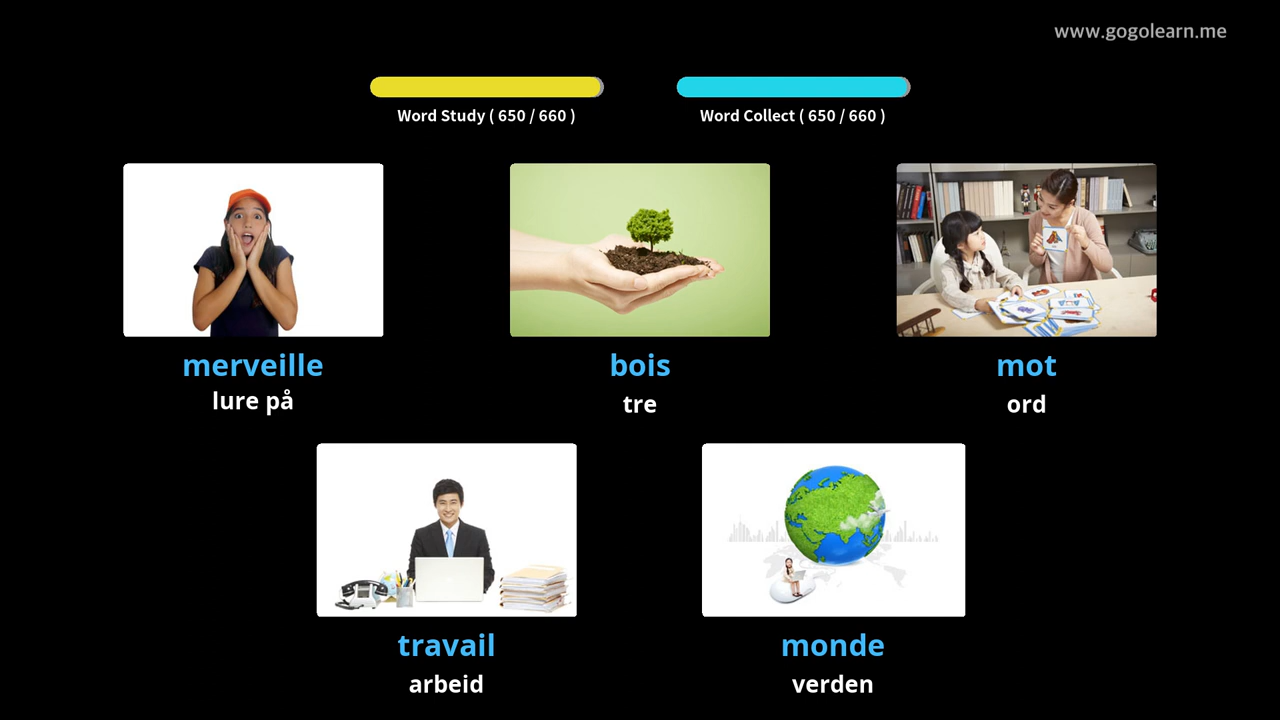 www.gogolearn.me
Word Study ( 650 / 660 )
Word Collect ( 650 / 660 )
merveille
lure på
bois
tre
mot
ord
travail
arbeid
monde
verden